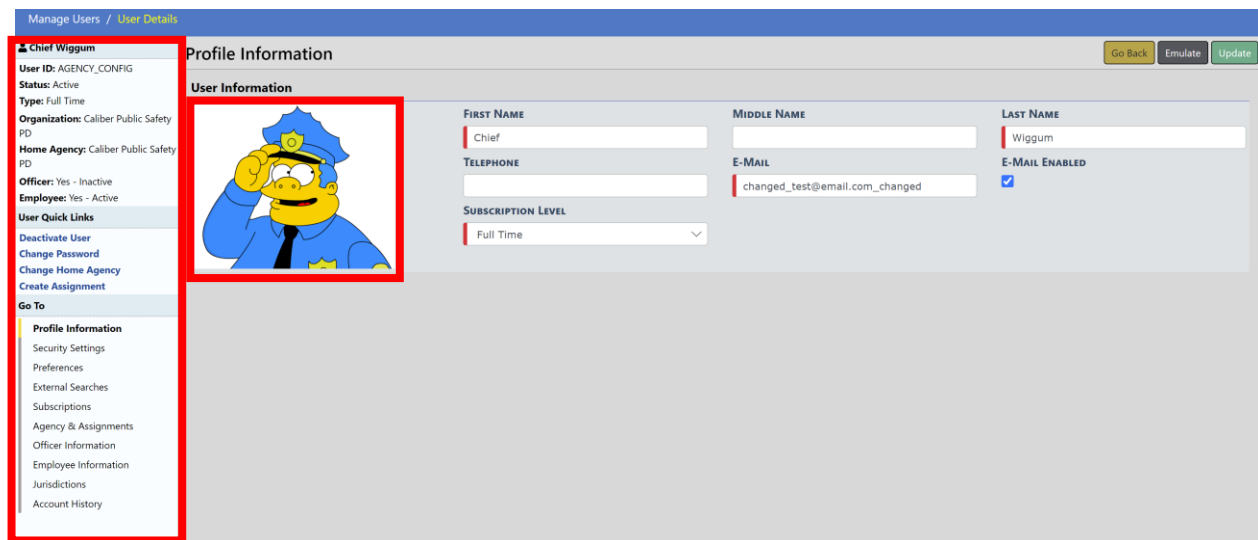 Manage Users / User Details
Chief Wiggum
User ID: AGENCY_CONFIG
Status: Active
Type: Full Time
Organization: Caliber Public Safety
PD
Home Agency: Caliber Public Safety
PD
Officer: Yes - Inactive
Employee: Yes - Active
User Quick Links
Deactivate User
Change Password
Change Home Agency
Create Assignment
Go To
Profile Information
Security Settings
Preferences
External Searches
Subscriptions
Agency & Assignments
Officer Information
Employee Information
Jurisdictions
Account History
Profile Information
Go Back Emulate Update
User Information
First Name Middle Name Last Name
Chief Wiggum
Telephone E-Mail E-Mail Enabled
changed_test@email.com_changed
Subscription Level
Full Time